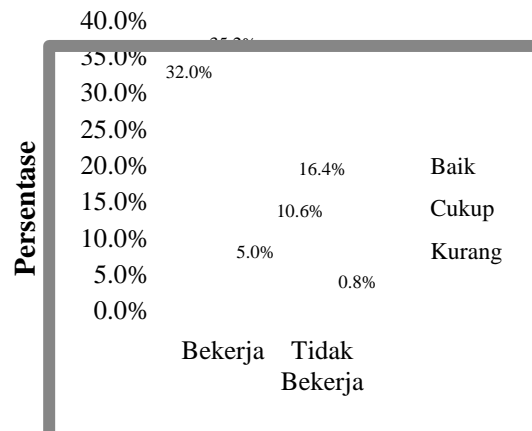 40.0%
35.0%
30.0%
25.0%
20.0%
15.0%
10.0%
5.0%
0.0%
Persentase
32.0%
5.0%
10.6%
16.4%
0.8%
Bekerja
Tidak
Bekerja
Baik
Cukup
Kurang